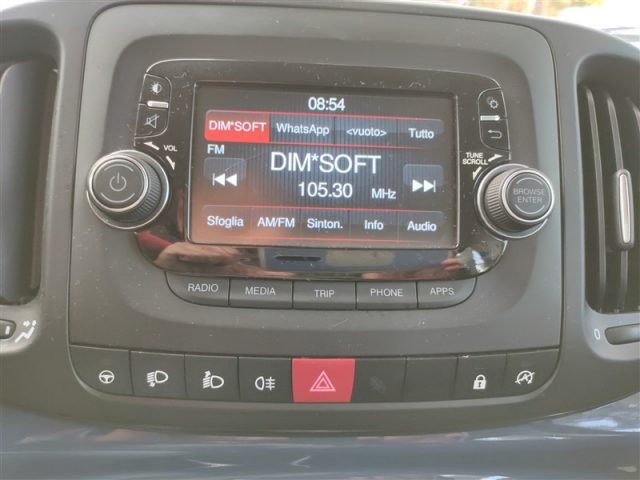 08:54
DIM*SOFT WhatsApp <vuoto> Tutto
VOL
FM
DIM*SOFT
TUNE
SCROLL
105.30 MHz
BROWSE
ENTER
Sfoglia AM/FM Sinton. Info Audio
RADIO MEDIA TRIP PHONE APPS
0